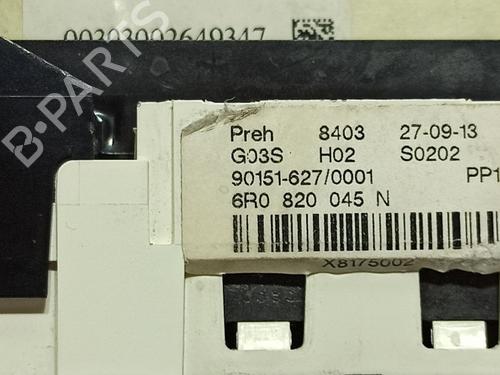 00303002649347
B-PARTS
Preh 8403 27-09-13
G03S H02 S0202
90151-627/0001 PP1
6R0 820 045 N
X8175002